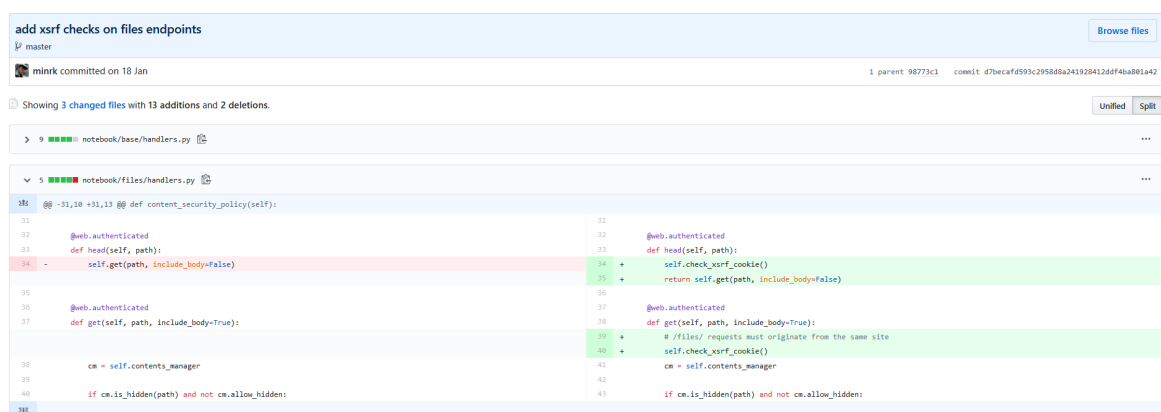 add xsrf checks on files endpoints
Browse files
master
minrk committed on 18 Jan
1 parent 98773c1 commit d7becafd593c2958d8a241928412ddf4ba801a42
Showing 3 changed files with 13 additions and 2 deletions.
Unified Split
9 notebook/base/handlers.py
5 notebook/files/handlers.py
@@ -31,10 +31,13 @@ def content_security_policy(self):
31 31
32 @web.authenticated 32 @web.authenticated
33 def head(self, path): 33 def head(self, path):
34 - self.get(path, include_body=False) 34 + self.check_xsrf_cookie()
35 + return self.get(path, include_body=False)
35 36
36 @web.authenticated 37 @web.authenticated
37 def get(self, path, include_body=True): 38 def get(self, path, include_body=True):
39 + # /files/ requests must originate from the same site
40 + self.check_xsrf_cookie()
38 cm = self.contents_manager 41 cm = self.contents_manager
39 42
40 if cm.is_hidden(path) and not cm.allow_hidden: 43 if cm.is_hidden(path) and not cm.allow_hidden: